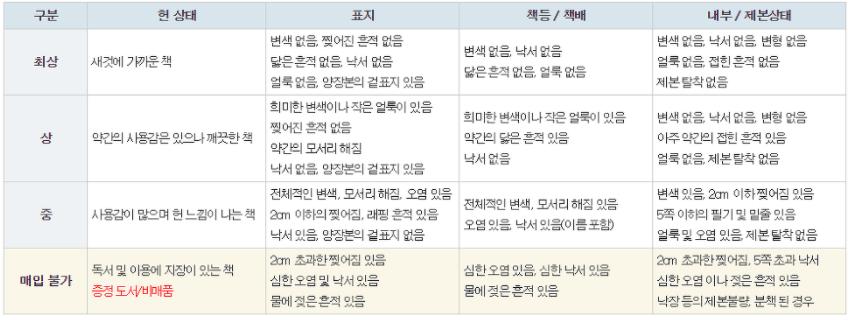 구분 헌 상태 표지 책등 / 책배 내부 / 제본상태
최상
새것에 가까운 책
변색 없음, 찢어진 흔적 없음
닳은 흔적 없음, 낙서 없음
얼룩 없음, 양장본의 겉표지 있음
변색 없음, 낙서 없음
닳은 흔적 없음, 얼룩 없음
변색 없음, 낙서 없음, 변형 없음
얼룩 없음, 접힌 흔적 없음
제본 탈착 없음
상
약간의 사용감은 있으나 깨끗한 책
희미한 변색이나 작은 얼룩이 있음
찢어진 흔적 없음
약간의 모서리 해짐
낙서 없음, 양장본의 겉표지 있음
희미한 변색이나 작은 얼룩이 있음
약간의 닳은 흔적 있음
낙서 없음
변색 없음, 낙서 없음, 변형 없음
아주 약간의 접힌 흔적 있음
얼룩 없음, 제본 탈착 없음
중
사용감이 많으며 헌 느낌이 나는 책
전체적인 변색, 모서리 해짐, 오염 있음
2cm 이하의 찢어짐, 래핑 흔적 있음
낙서 있음, 양장본의 겉표지 없음
전체적인 변색, 모서리 해짐 있음
오염 있음, 낙서 있음(이름 포함)
변색 있음, 2cm 이하 찢어짐 있음
5쪽 이하의 필기 및 밑줄 있음
얼룩 및 오염 있음, 제본 탈착 없음
매입 불가
독서 및 이용에 지장이 있는 책
증정 도서/비매품
2cm 초과한 찢어짐 있음
심한 오염 및 낙서 있음
물에 젖은 흔적 있음
심한 오염 있음, 심한 낙서 있음
물에 젖은 흔적 있음
2cm 초과한 찢어짐, 5쪽 초과 낙서
심한 오염 이나 젖은 흔적 있음
낙장 등의 제본불량, 분책 된 경우